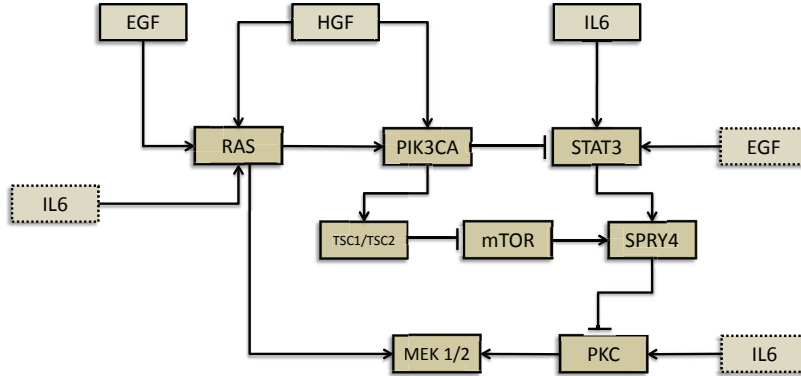 EGF
HGF
IL6
RAS
PIK3CA
STAT3
EGF
IL6
TSC1/TSC2
mTOR
SPRY4
MEK 1/2
PKC
IL6